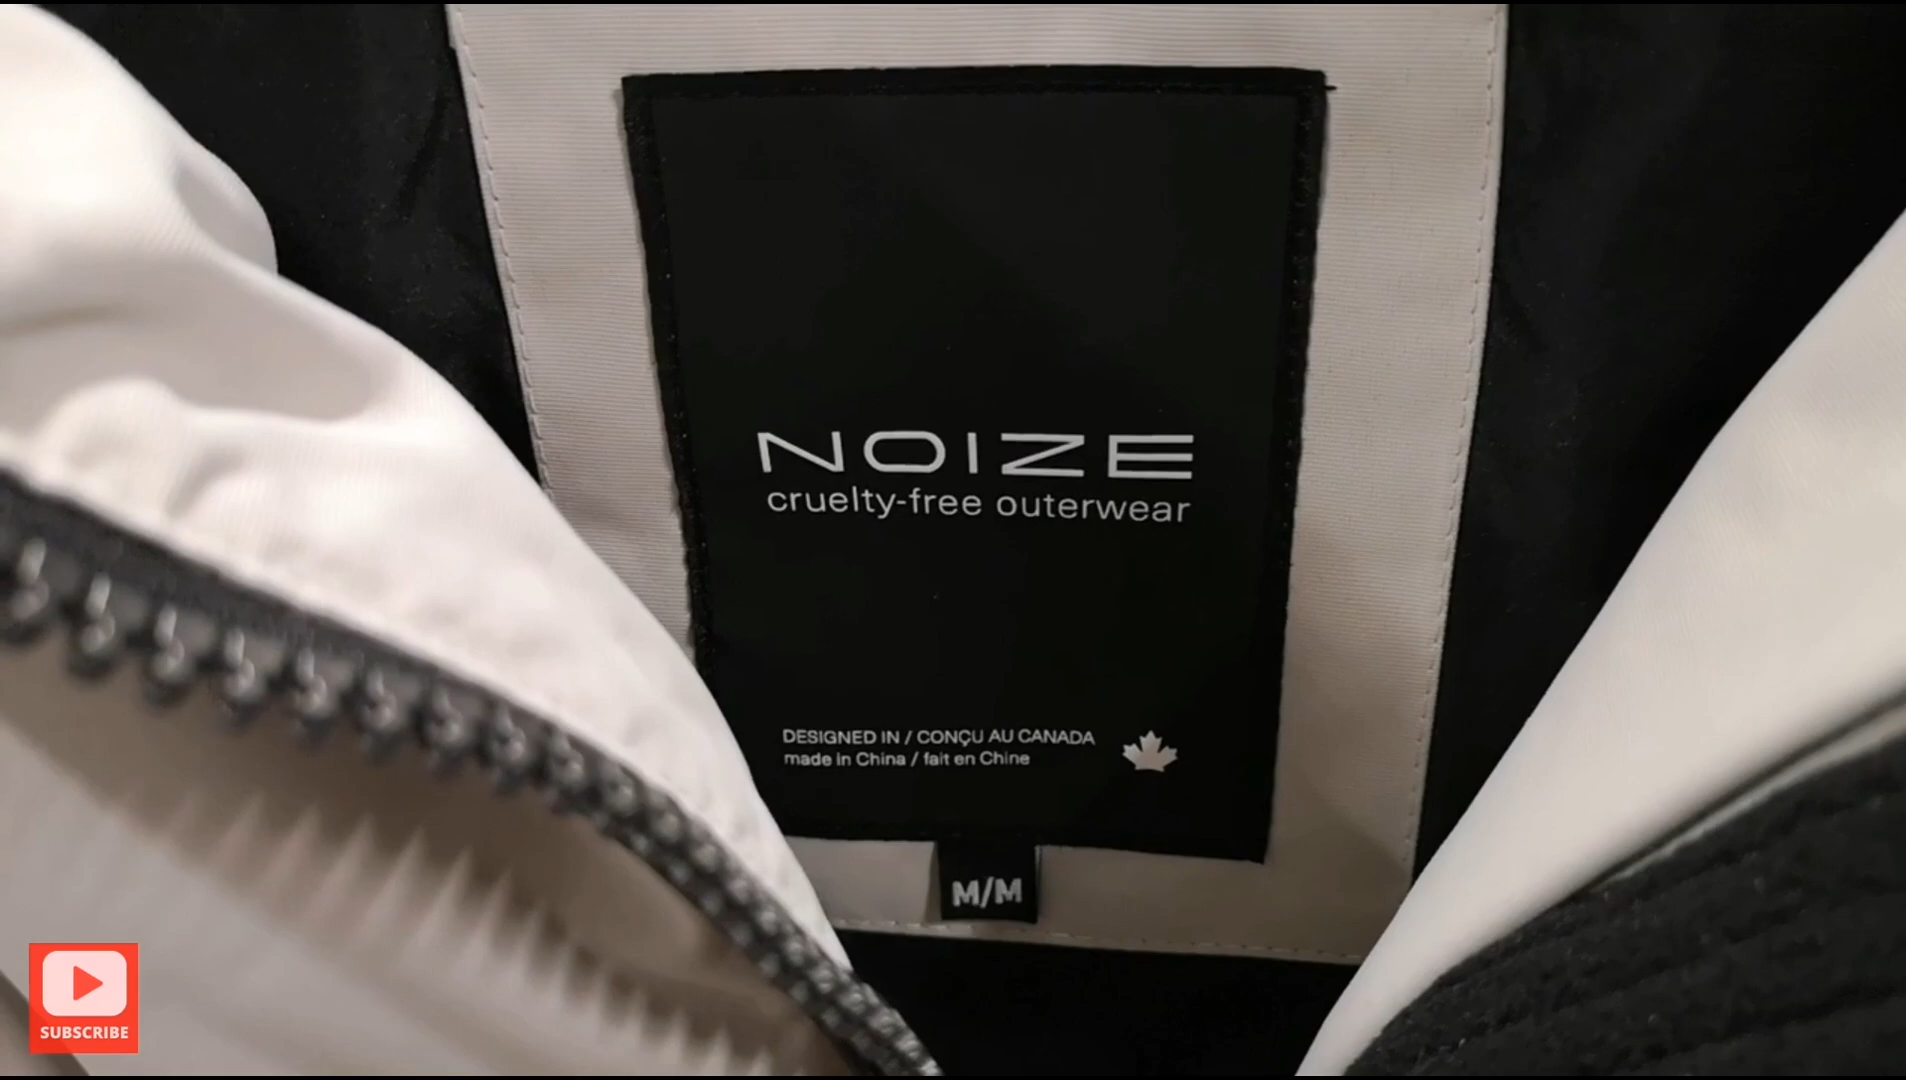 NOIZE
cruelty-free outerwear
DESIGNED IN / CONÇU AU CANADA
made in China / fait en Chine
M/M
SUBSCRIBE